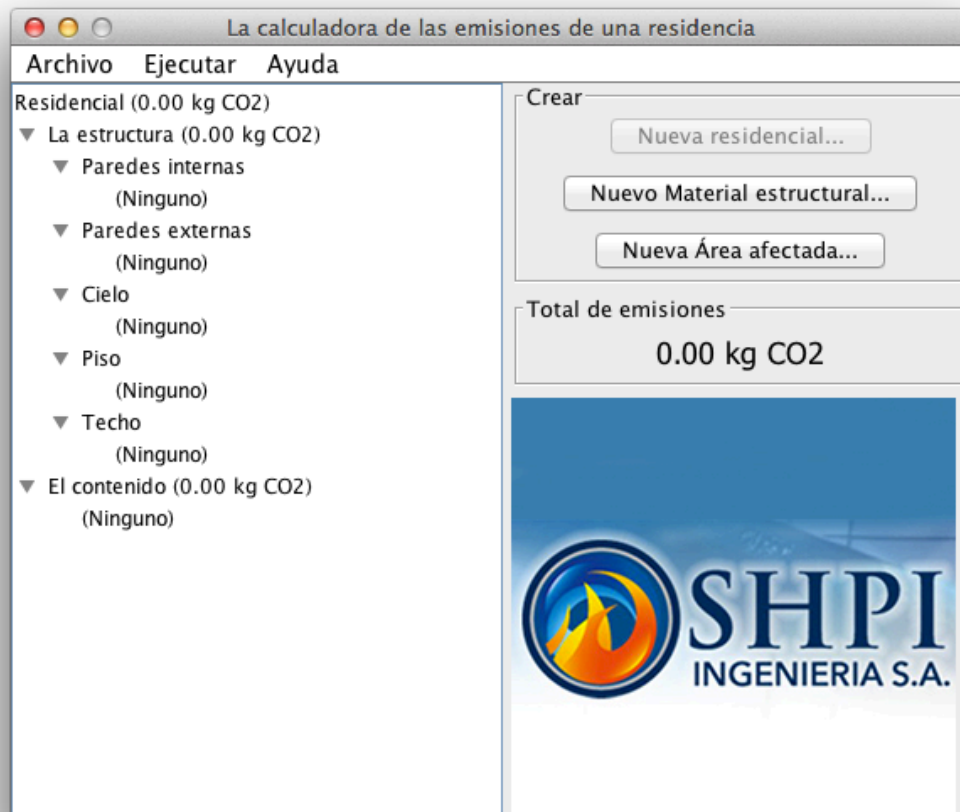 La calculadora de las emisiones de una residencia
Archivo Ejecutar Ayuda
Residencial (0.00 kg CO2)
La estructura (0.00 kg CO2)
Paredes internas
(Ninguno)
Paredes externas
(Ninguno)
Cielo
(Ninguno)
Piso
(Ninguno)
Techo
(Ninguno)
El contenido (0.00 kg CO2)
(Ninguno)
Crear
Nueva residencial...
Nuevo Material estructural...
Nueva Área afectada...
Total de emisiones
0.00 kg CO2
SHPI
INGENIERIA S.A.